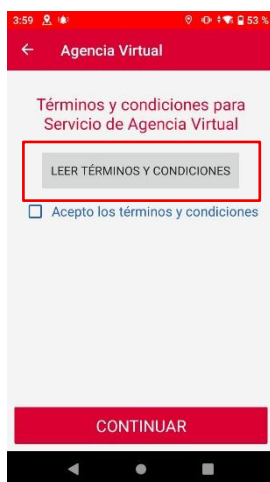 3:59 53 %
Agencia Virtual
Términos y condiciones para
Servicio de Agencia Virtual
LEER TÉRMINOS Y CONDICIONES
Acepto los términos y condiciones
CONTINUAR